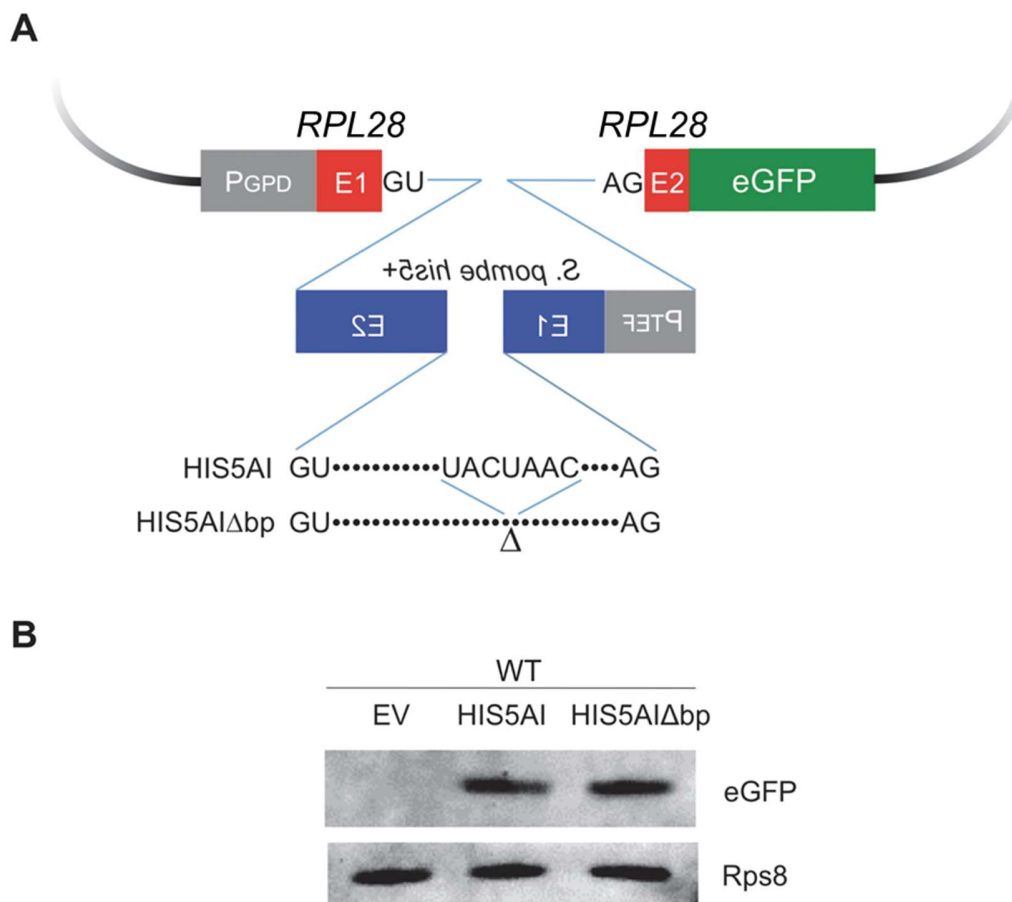 A
RPL28 RPL28
PGPD E1 GU AG E2 eGFP
S. pombe his5+
E2 E1 PTEF
HIS5AI GU•••••••••••UACUAAC••••AG
HIS5AIΔbp GU••••••••••••••••••••••••••AG
Δ
B
WT
EV HIS5AI HIS5AIΔbp
eGFP
Rps8